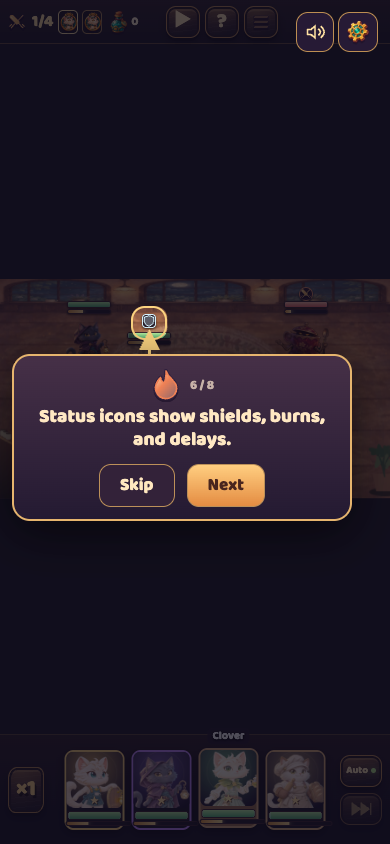 1/4
0
?
6 / 8
Status icons show shields, burns,
and delays.
Skip
Next
Clover
x1
Auto